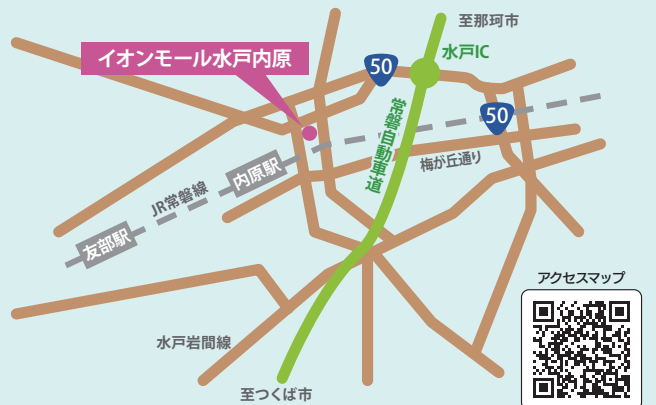 至那珂市
水戸IC
イオンモール水戸内原
50
50
常磐自動車道
梅が丘通り
内原駅
JR常磐線
友部駅
アクセスマップ
水戸岩間線
至つくば市